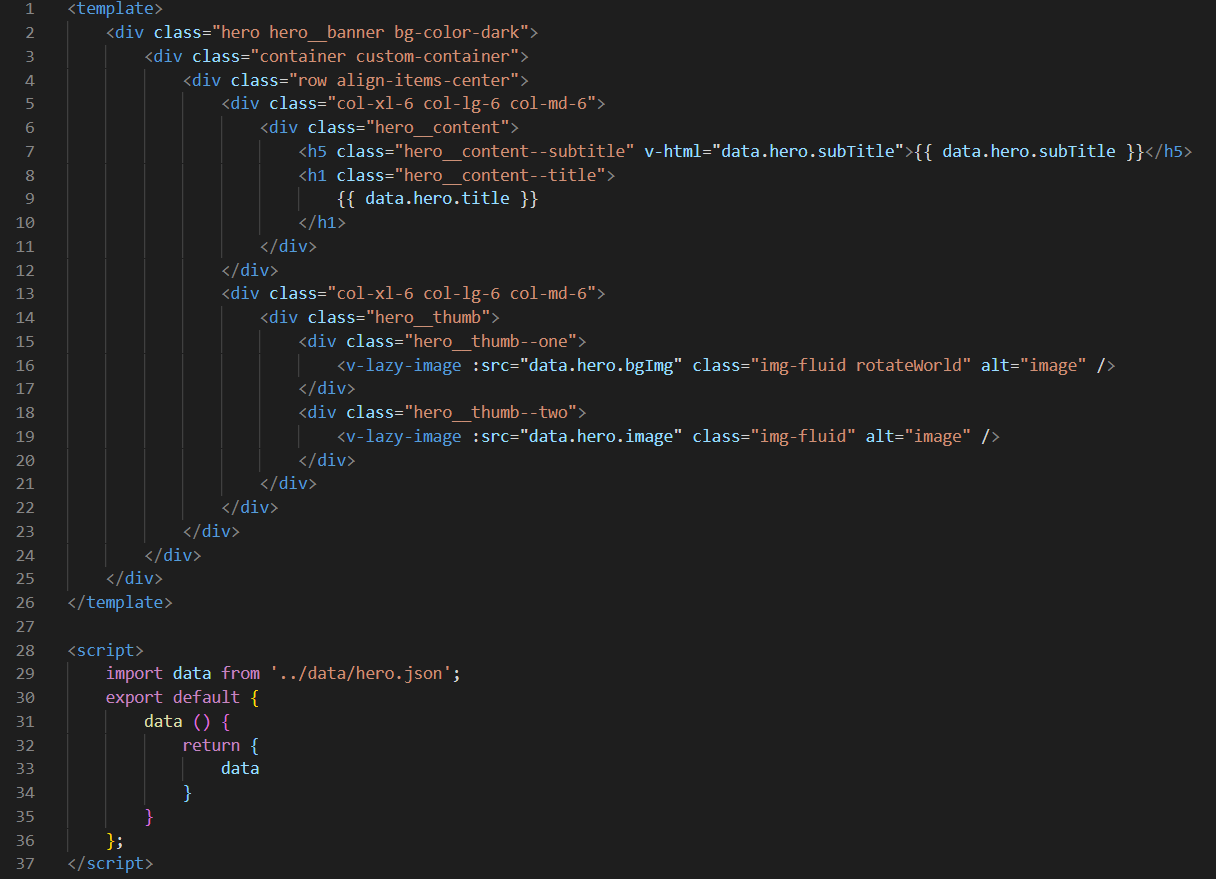 1 <template>
2 <div class="hero hero__banner bg-color-dark">
3 <div class="container custom-container">
4 <div class="row align-items-center">
5 <div class="col-xl-6 col-lg-6 col-md-6">
6 <div class="hero__content">
7 <h5 class="hero__content--subtitle" v-html="data.hero.subTitle">{{ data.hero.subTitle }}</h5>
8 <h1 class="hero__content--title">
9 {{ data.hero.title }}
10 </h1>
11 </div>
12 </div>
13 <div class="col-xl-6 col-lg-6 col-md-6">
14 <div class="hero__thumb">
15 <div class="hero__thumb--one">
16 <v-lazy-image :src="data.hero.bgImg" class="img-fluid rotateWorld" alt="image" />
17 </div>
18 <div class="hero__thumb--two">
19 <v-lazy-image :src="data.hero.image" class="img-fluid" alt="image" />
20 </div>
21 </div>
22 </div>
23 </div>
24 </div>
25 </div>
26 </template>
27
28 <script>
29 import data from '../data/hero.json';
30 export default {
31 data () {
32 return {
33 data
34 }
35 }
36 };
37 </script>